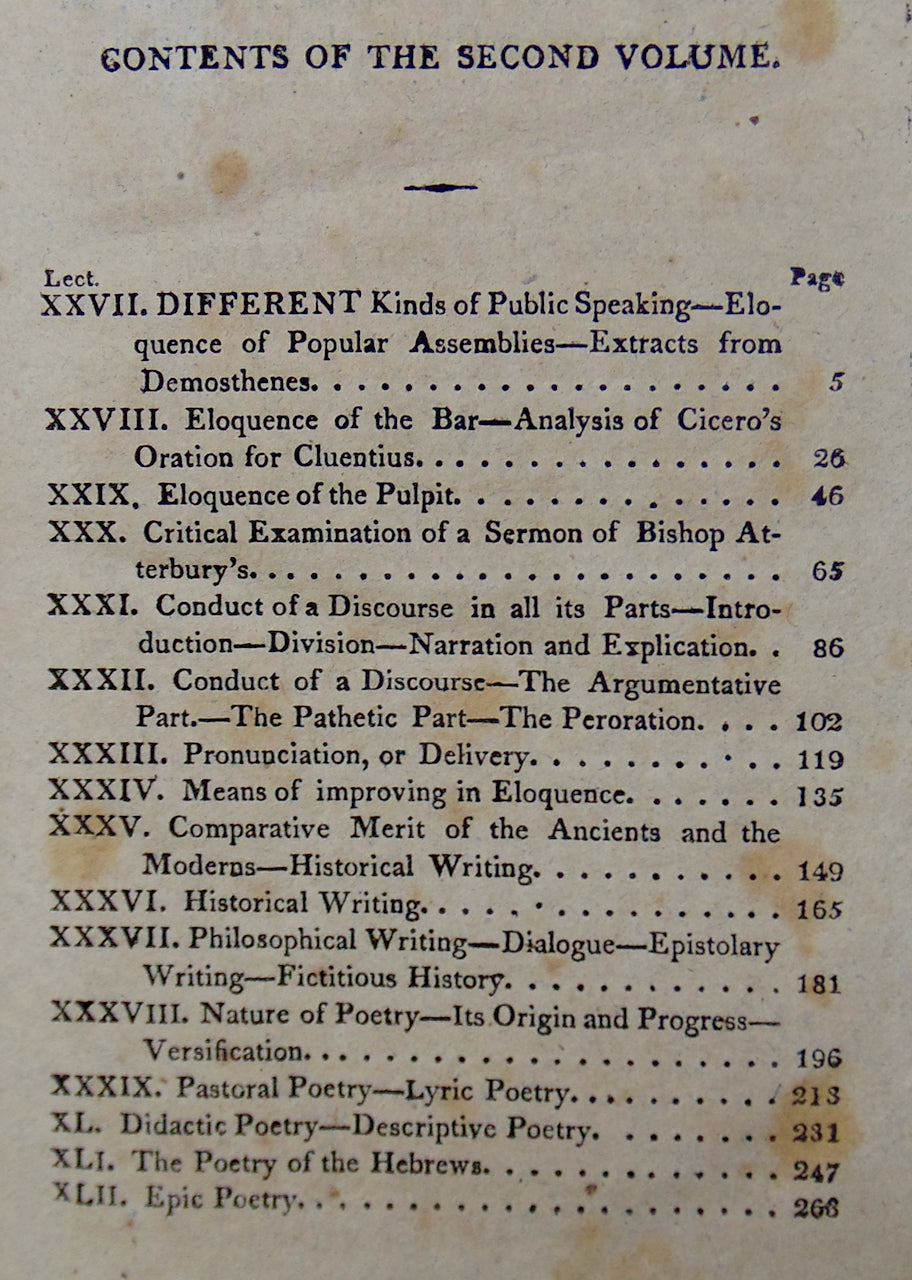 CONTENTS OF THE SECOND VOLUME.
Lect. Page
XXVII. DIFFERENT Kinds of Public Speaking—Elo-
quence of Popular Assemblies—Extracts from
Demosthenes. . . . . . . . . . . . . . . . . . . . 5
XXVIII. Eloquence of the Bar—Analysis of Cicero's
Oration for Cluentius. . . . . . . . . . . . . . . . 26
XXIX. Eloquence of the Pulpit. . . . . . . . . . . . . . 46
XXX. Critical Examination of a Sermon of Bishop At-
terbury's. . . . . . . . . . . . . . . . . . . . . . . 65
XXXI. Conduct of a Discourse in all its Parts—Intro-
duction—Division—Narration and Explication. . 86
XXXII. Conduct of a Discourse—The Argumentative
Part.—The Pathetic Part—The Peroration. . . . 102
XXXIII. Pronunciation, or Delivery. . . . . . . . . . . 119
XXXIV. Means of improving in Eloquence. . . . . . . 135
XXXV. Comparative Merit of the Ancients and the
Moderns—Historical Writing. . . . . . . . . . . 149
XXXVI. Historical Writing. . . . . . . . . . . . . . . 165
XXXVII. Philosophical Writing—Dialogue—Epistolary
Writing—Fictitious History. . . . . . . . . . . . 181
XXXVIII. Nature of Poetry—Its Origin and Progress—
Versification. . . . . . . . . . . . . . . . . . . . 196
XXXIX. Pastoral Poetry—Lyric Poetry. . . . . . . . . . 213
XL. Didactic Poetry—Descriptive Poetry. . . . . . . . 231
XLI. The Poetry of the Hebrews. . . . . . . . . . . . . 247
XLII. Epic Poetry. . . . . . . . . . . . . . . . . . . . 266